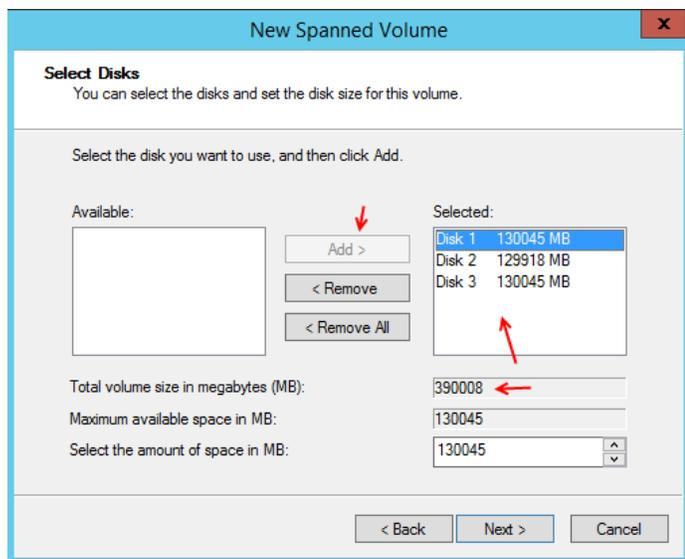 New Spanned Volume
x
Select Disks
You can select the disks and set the disk size for this volume.
Select the disk you want to use, and then click Add.
Available:
Selected:
Add >
< Remove
< Remove All
Disk 1 130045 MB
Disk 2 129918 MB
Disk 3 130045 MB
Total volume size in megabytes (MB): 390008
Maximum available space in MB: 130045
Select the amount of space in MB: 130045
< Back Next > Cancel